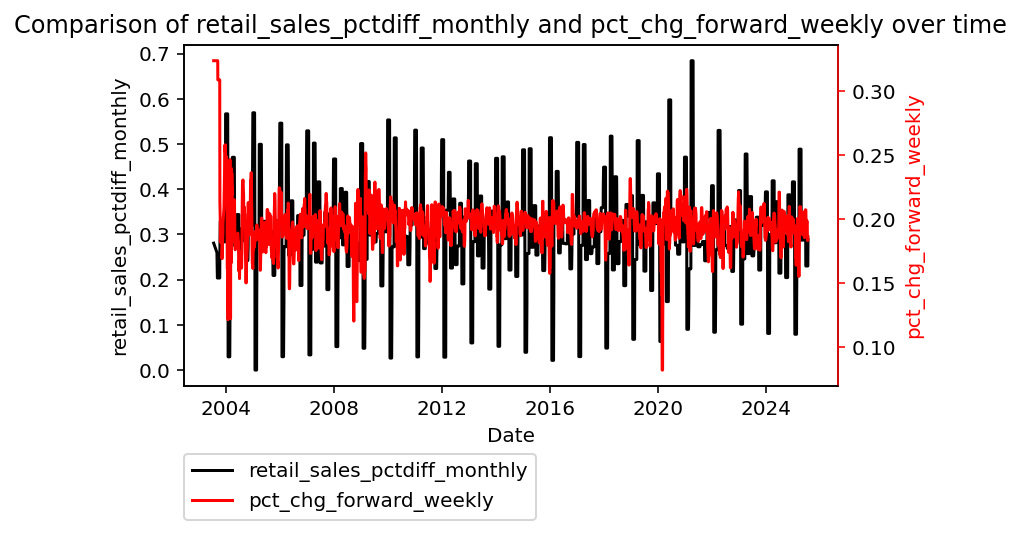 Comparison of retail_sales_pctdiff_monthly and pct_chg_forward_weekly over time
retail_sales_pctdiff_monthly
0.7
0.6
0.5
0.4
0.3
0.2
0.1
0.0
0.30
0.25
0.20
0.15
0.10
pct_chg_forward_weekly
2004 2008 2012 2016 2020 2024
Date
retail_sales_pctdiff_monthly
pct_chg_forward_weekly